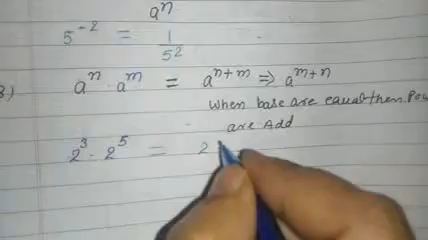 aⁿ
5⁻² = 1/5²
3) aⁿ · aᵐ = aⁿ⁺ᵐ ⇒ aᵐ⁺ⁿ
when base are equal then Pow
are Add
2³ · 2⁵ = 2